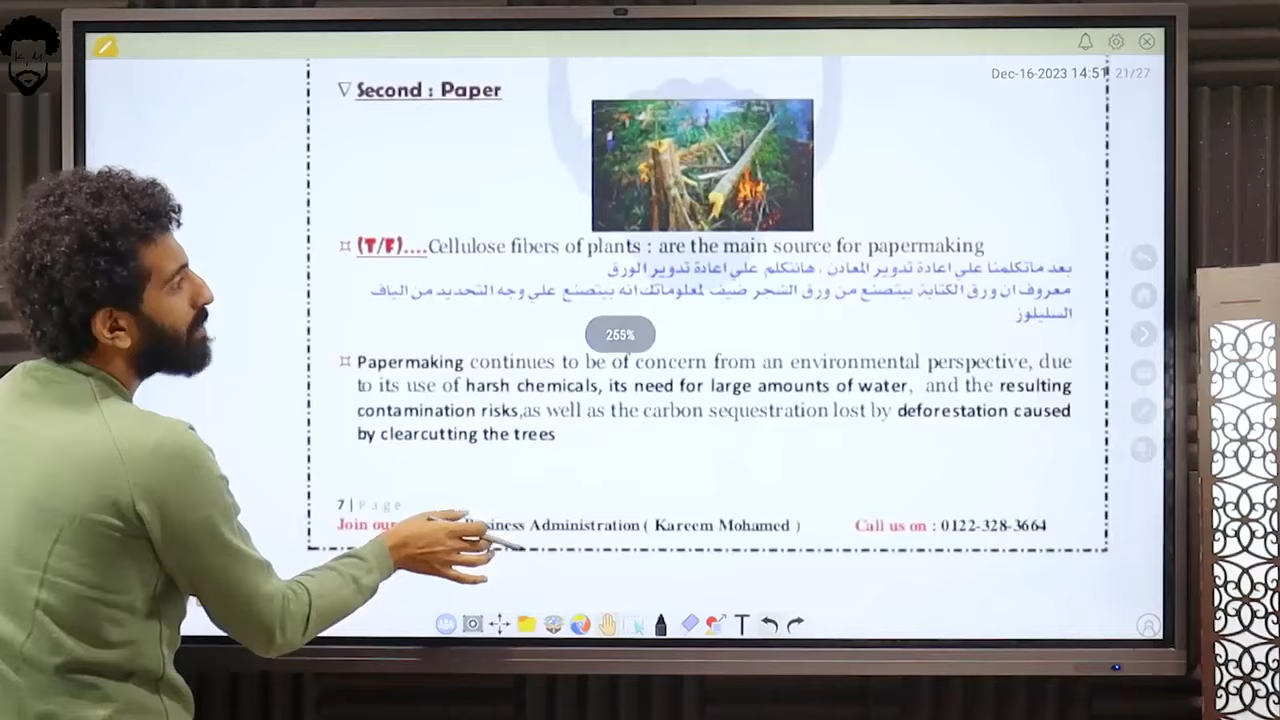 Dec-16-2023 14:51 21/27
▽ Second : Paper
¤ (T/F)....Cellulose fibers of plants : are the main source for papermaking
بعد ماتكلمنا على اعادة تدوير المعادن , هانتكلم على اعادة تدوير الورق
معروف ان ورق الكتابة بيتصنع من ورق الشجر ضيف لمعلوماتك انه بيتصنع على وجه التحديد من الياف
السليلوز
255%
¤ Papermaking continues to be of concern from an environmental perspective, due
to its use of harsh chemicals, its need for large amounts of water, and the resulting
contamination risks,as well as the carbon sequestration lost by deforestation caused
by clearcutting the trees
7 | Page
Join our Business Administration ( Kareem Mohamed ) Call us on : 0122-328-3664